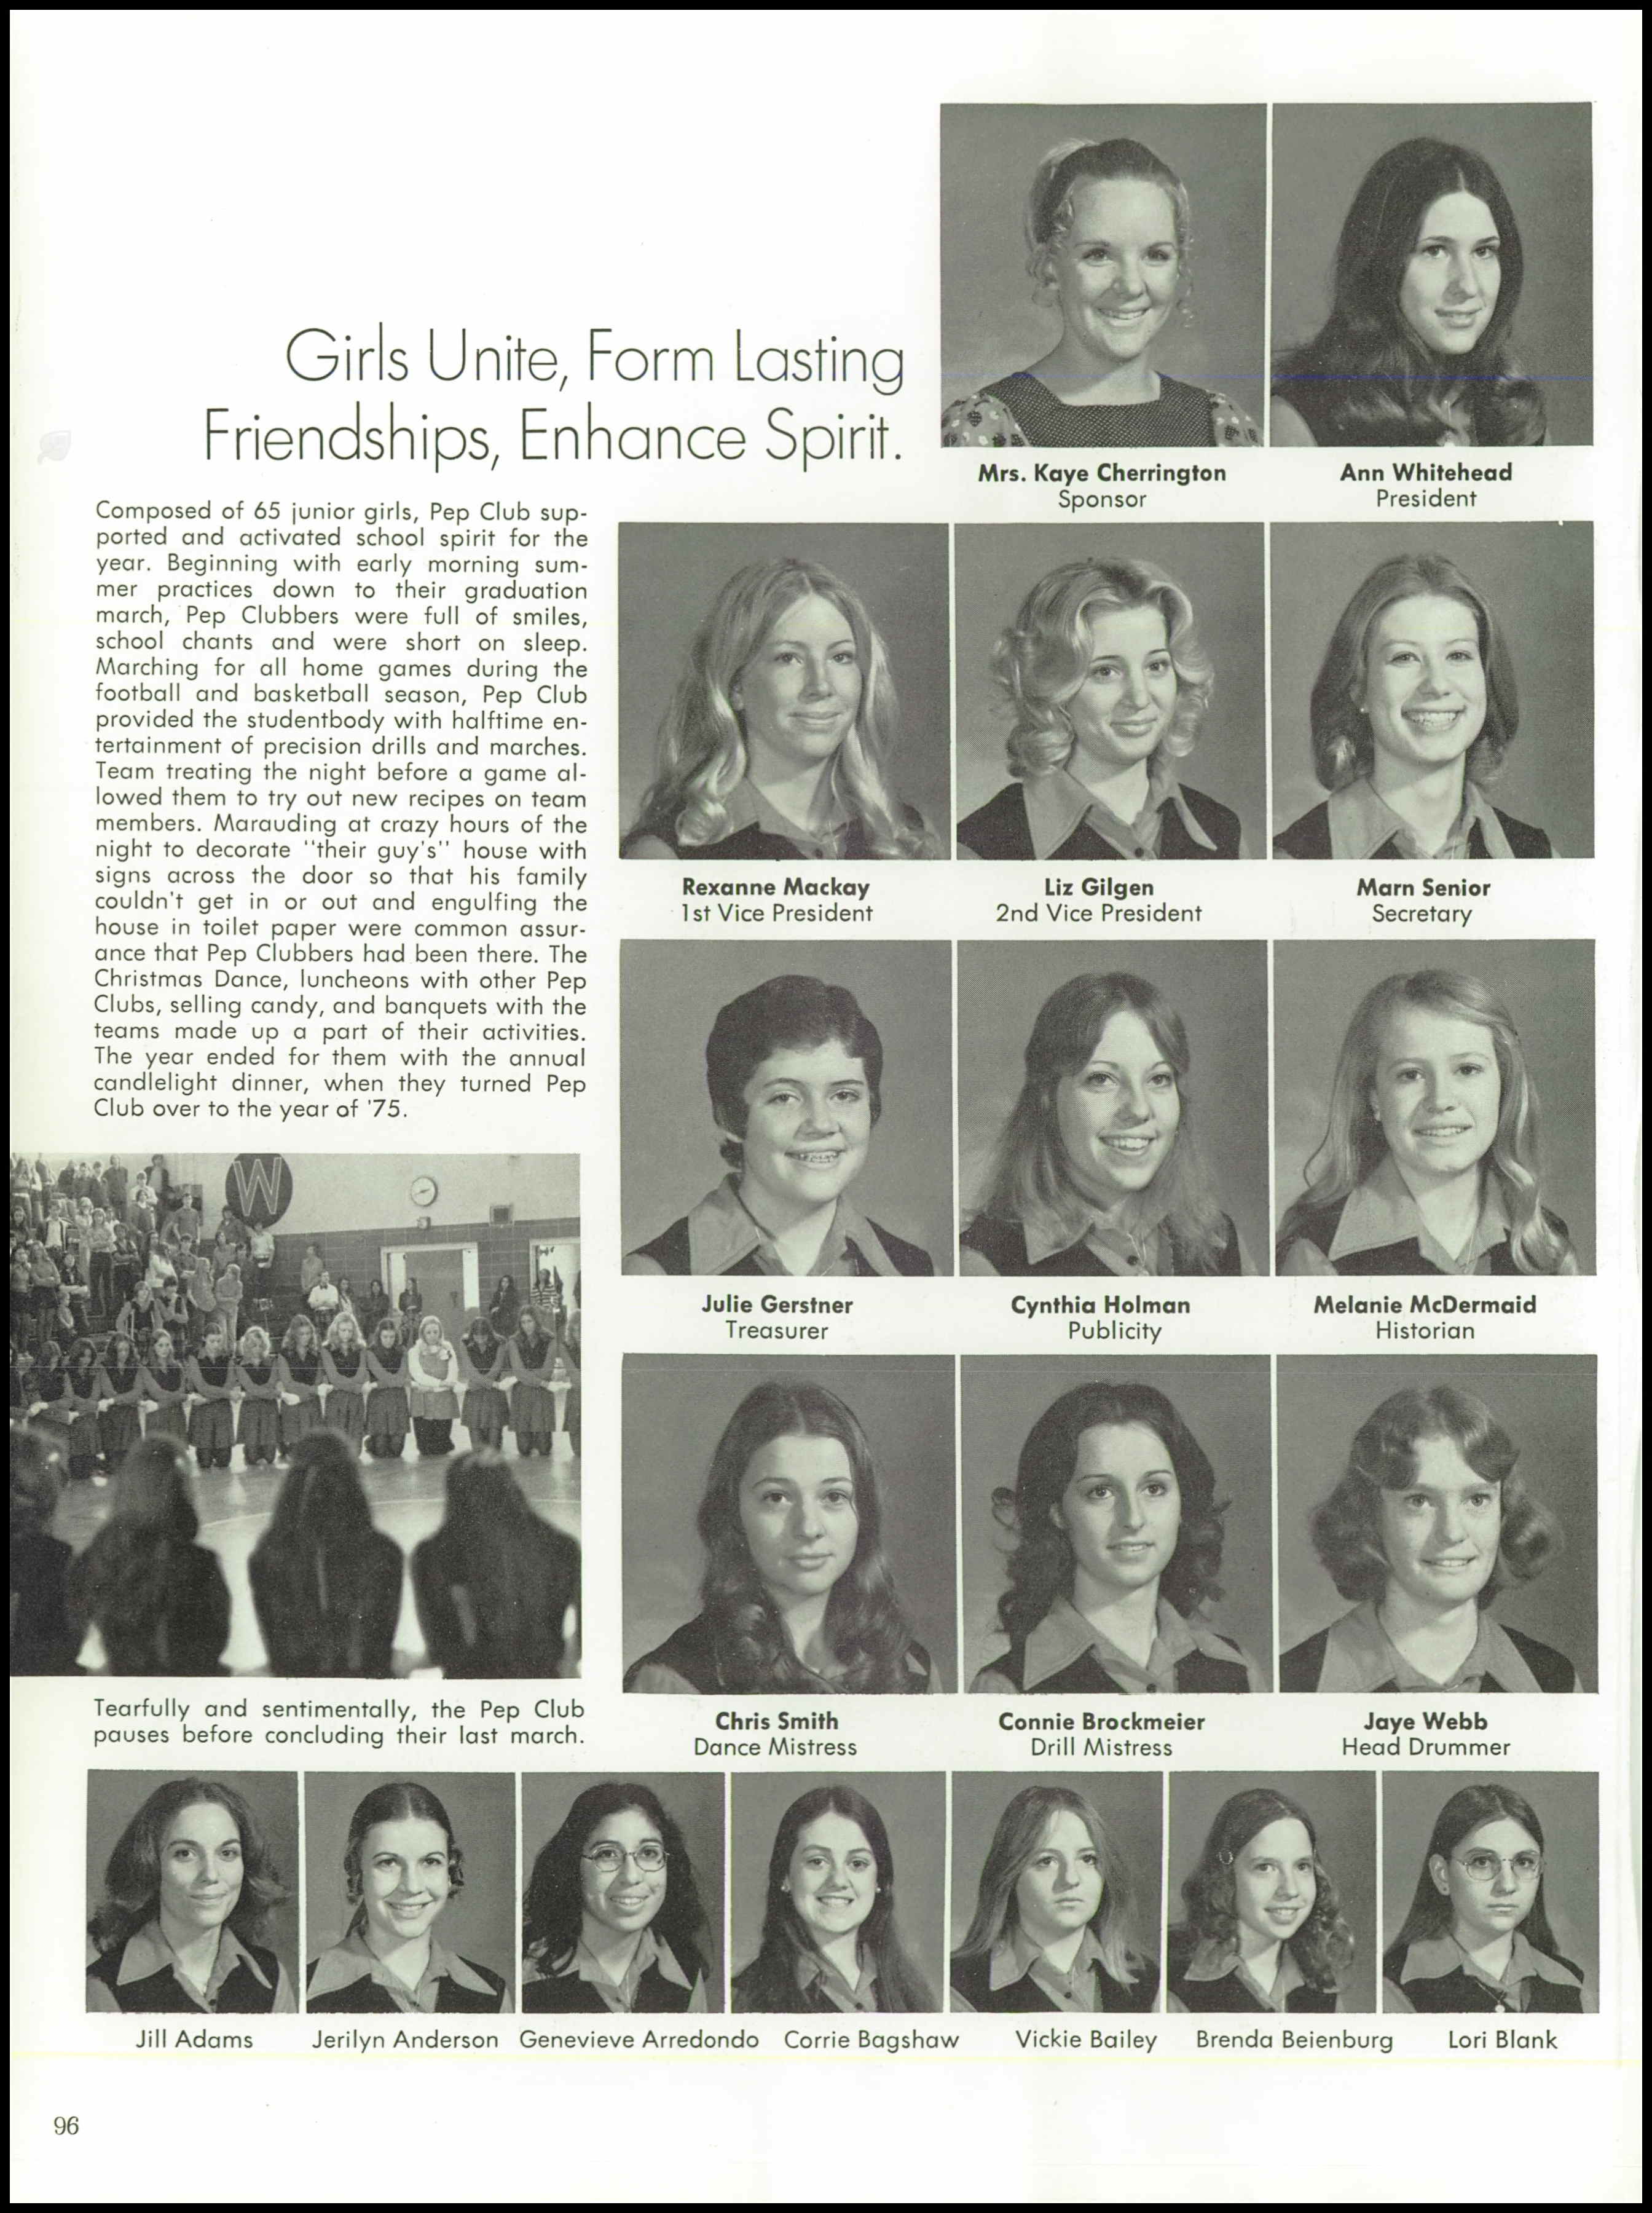 Girls Unite, Form Lasting
Friendships, Enhance Spirit.
Composed of 65 junior girls, Pep Club sup-
ported and activated school spirit for the
year. Beginning with early morning sum-
mer practices down to their graduation
march, Pep Clubbers were full of smiles,
school chants and were short on sleep.
Marching for all home games during the
football and basketball season, Pep Club
provided the studentbody with halftime en-
tertainment of precision drills and marches.
Team treating the night before a game al-
lowed them to try out new recipes on team
members. Marauding at crazy hours of the
night to decorate "their guy's" house with
signs across the door so that his family
couldn't get in or out and engulfing the
house in toilet paper were common assur-
ance that Pep Clubbers had been there. The
Christmas Dance, luncheons with other Pep
Clubs, selling candy, and banquets with the
teams made up a part of their activities.
The year ended for them with the annual
candlelight dinner, when they turned Pep
Club over to the year of '75.
W
Tearfully and sentimentally, the Pep Club
pauses before concluding their last march.
Mrs. Kaye Cherrington
Sponsor
Ann Whitehead
President
Rexanne Mackay
1st Vice President
Liz Gilgen
2nd Vice President
Marn Senior
Secretary
Julie Gerstner
Treasurer
Cynthia Holman
Publicity
Melanie McDermaid
Historian
Chris Smith
Dance Mistress
Connie Brockmeier
Drill Mistress
Jaye Webb
Head Drummer
Jill Adams
Jerilyn Anderson
Genevieve Arredondo
Corrie Bagshaw
Vickie Bailey
Brenda Beienburg
Lori Blank
96